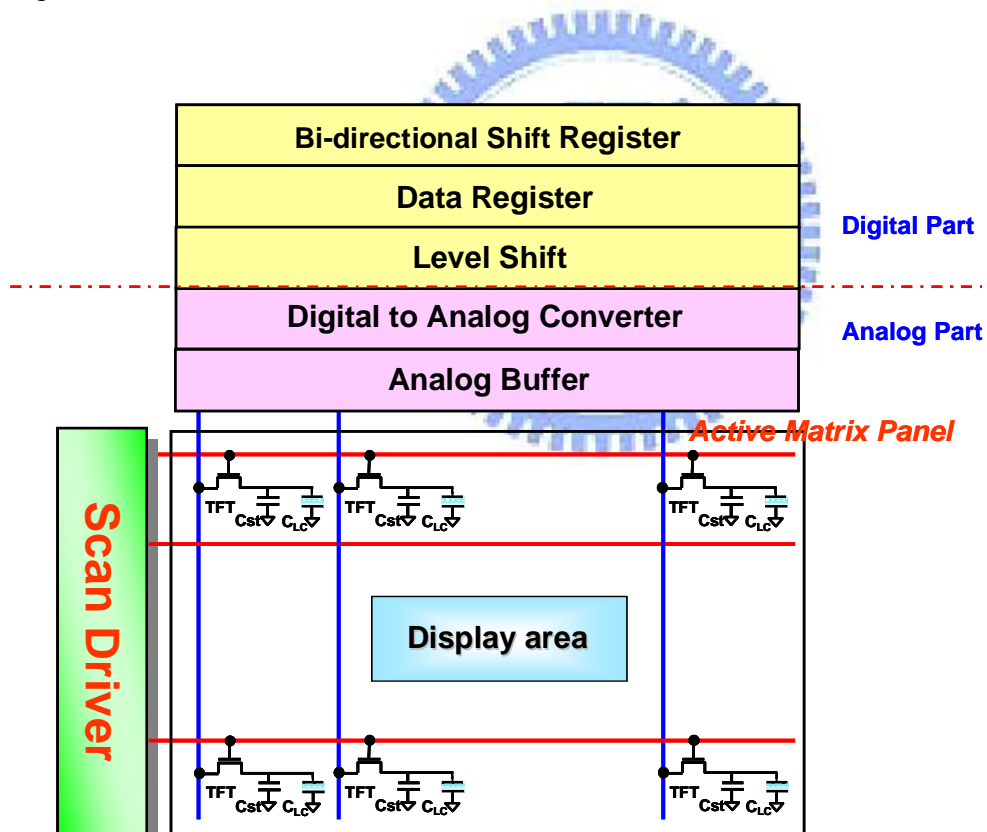 Bi-directional Shift Register
Data Register
Level Shift
Digital Part
Digital to Analog Converter
Analog Part
Analog Buffer
Active Matrix Panel
Scan Driver
TFT Cst CLC
TFT Cst CLC
TFT Cst CLC
Display area
TFT Cst CLC
TFT Cst CLC
TFT Cst CLC